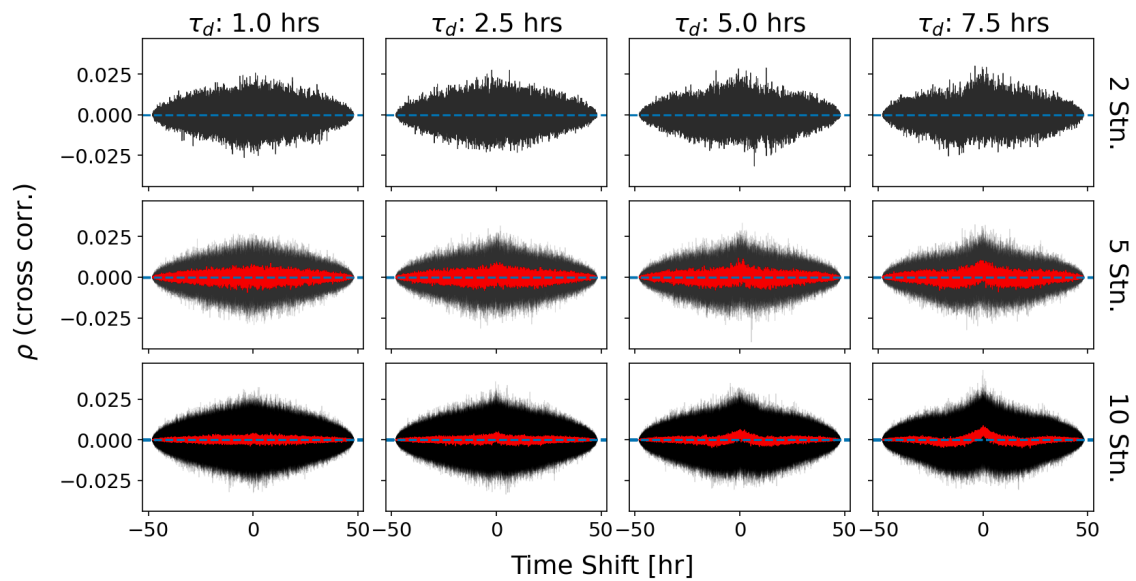 τd: 1.0 hrs τd: 2.5 hrs τd: 5.0 hrs τd: 7.5 hrs
0.025
0.000
−0.025
2 Stn.
0.025
0.000
−0.025
5 Stn.
0.025
0.000
−0.025
10 Stn.
ρ (cross corr.)
−50 0 50 −50 0 50 −50 0 50 −50 0 50
Time Shift [hr]